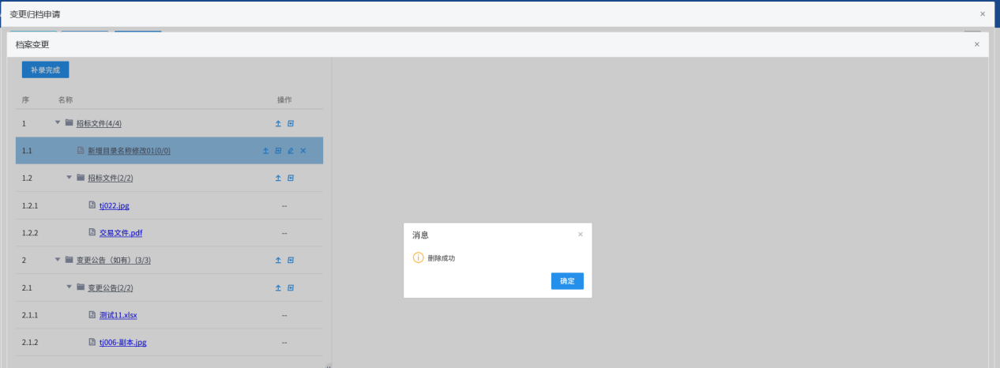 变更归档申请
档案变更
补录完成
序 名称 操作
1 招标文件(4/4)
1.1 新增目录名称修改01(0/0)
1.2 招标文件(2/2)
1.2.1 tj022.jpg --
1.2.2 交易文件.pdf --
消息
删除成功
确定
2 变更公告（如有）(3/3)
2.1 变更公告(2/2)
2.1.1 测试11.xlsx --
2.1.2 tj006-副本.jpg --